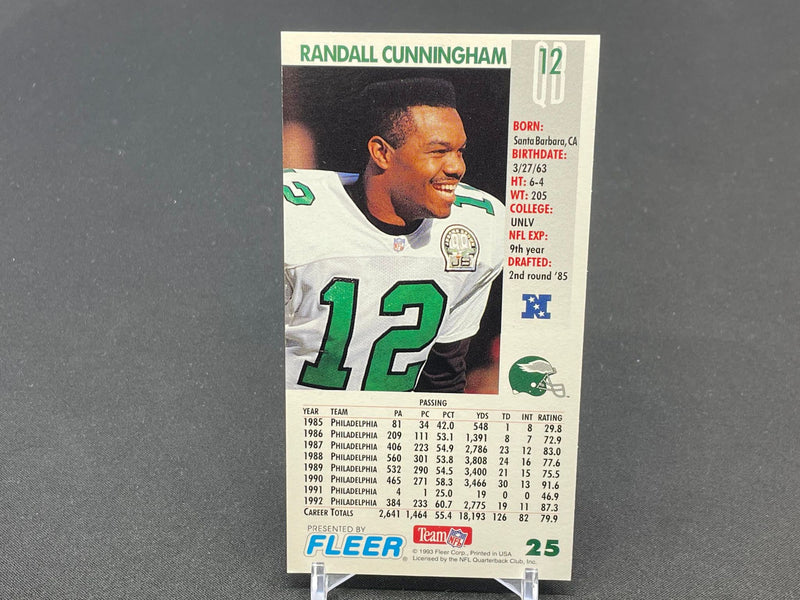 RANDALL CUNNINGHAM
12
QB
BORN:
Santa Barbara, CA
BIRTHDATE:
3/27/63
HT: 6-4
WT: 205
COLLEGE:
UNLV
NFL EXP:
9th year
DRAFTED:
2nd round '85
N
12
12
12
JB
PASSING
YEAR TEAM PA PC PCT YDS TD INT RATING
1985 PHILADELPHIA 81 34 42.0 548 1 8 29.8
1986 PHILADELPHIA 209 111 53.1 1,391 8 7 72.9
1987 PHILADELPHIA 406 223 54.9 2,786 23 12 83.0
1988 PHILADELPHIA 560 301 53.8 3,808 24 16 77.6
1989 PHILADELPHIA 532 290 54.5 3,400 21 15 75.5
1990 PHILADELPHIA 465 271 58.3 3,466 30 13 91.6
1991 PHILADELPHIA 4 1 25.0 19 0 0 46.9
1992 PHILADELPHIA 384 233 60.7 2,775 19 11 87.3
CAREER TOTALS 2,641 1,464 55.4 18,193 126 82 79.9
PRESENTED BY
FLEER®
Team NFL
© 1993 Fleer Corp., Printed in USA
Licensed by the NFL Quarterback Club, Inc.
25